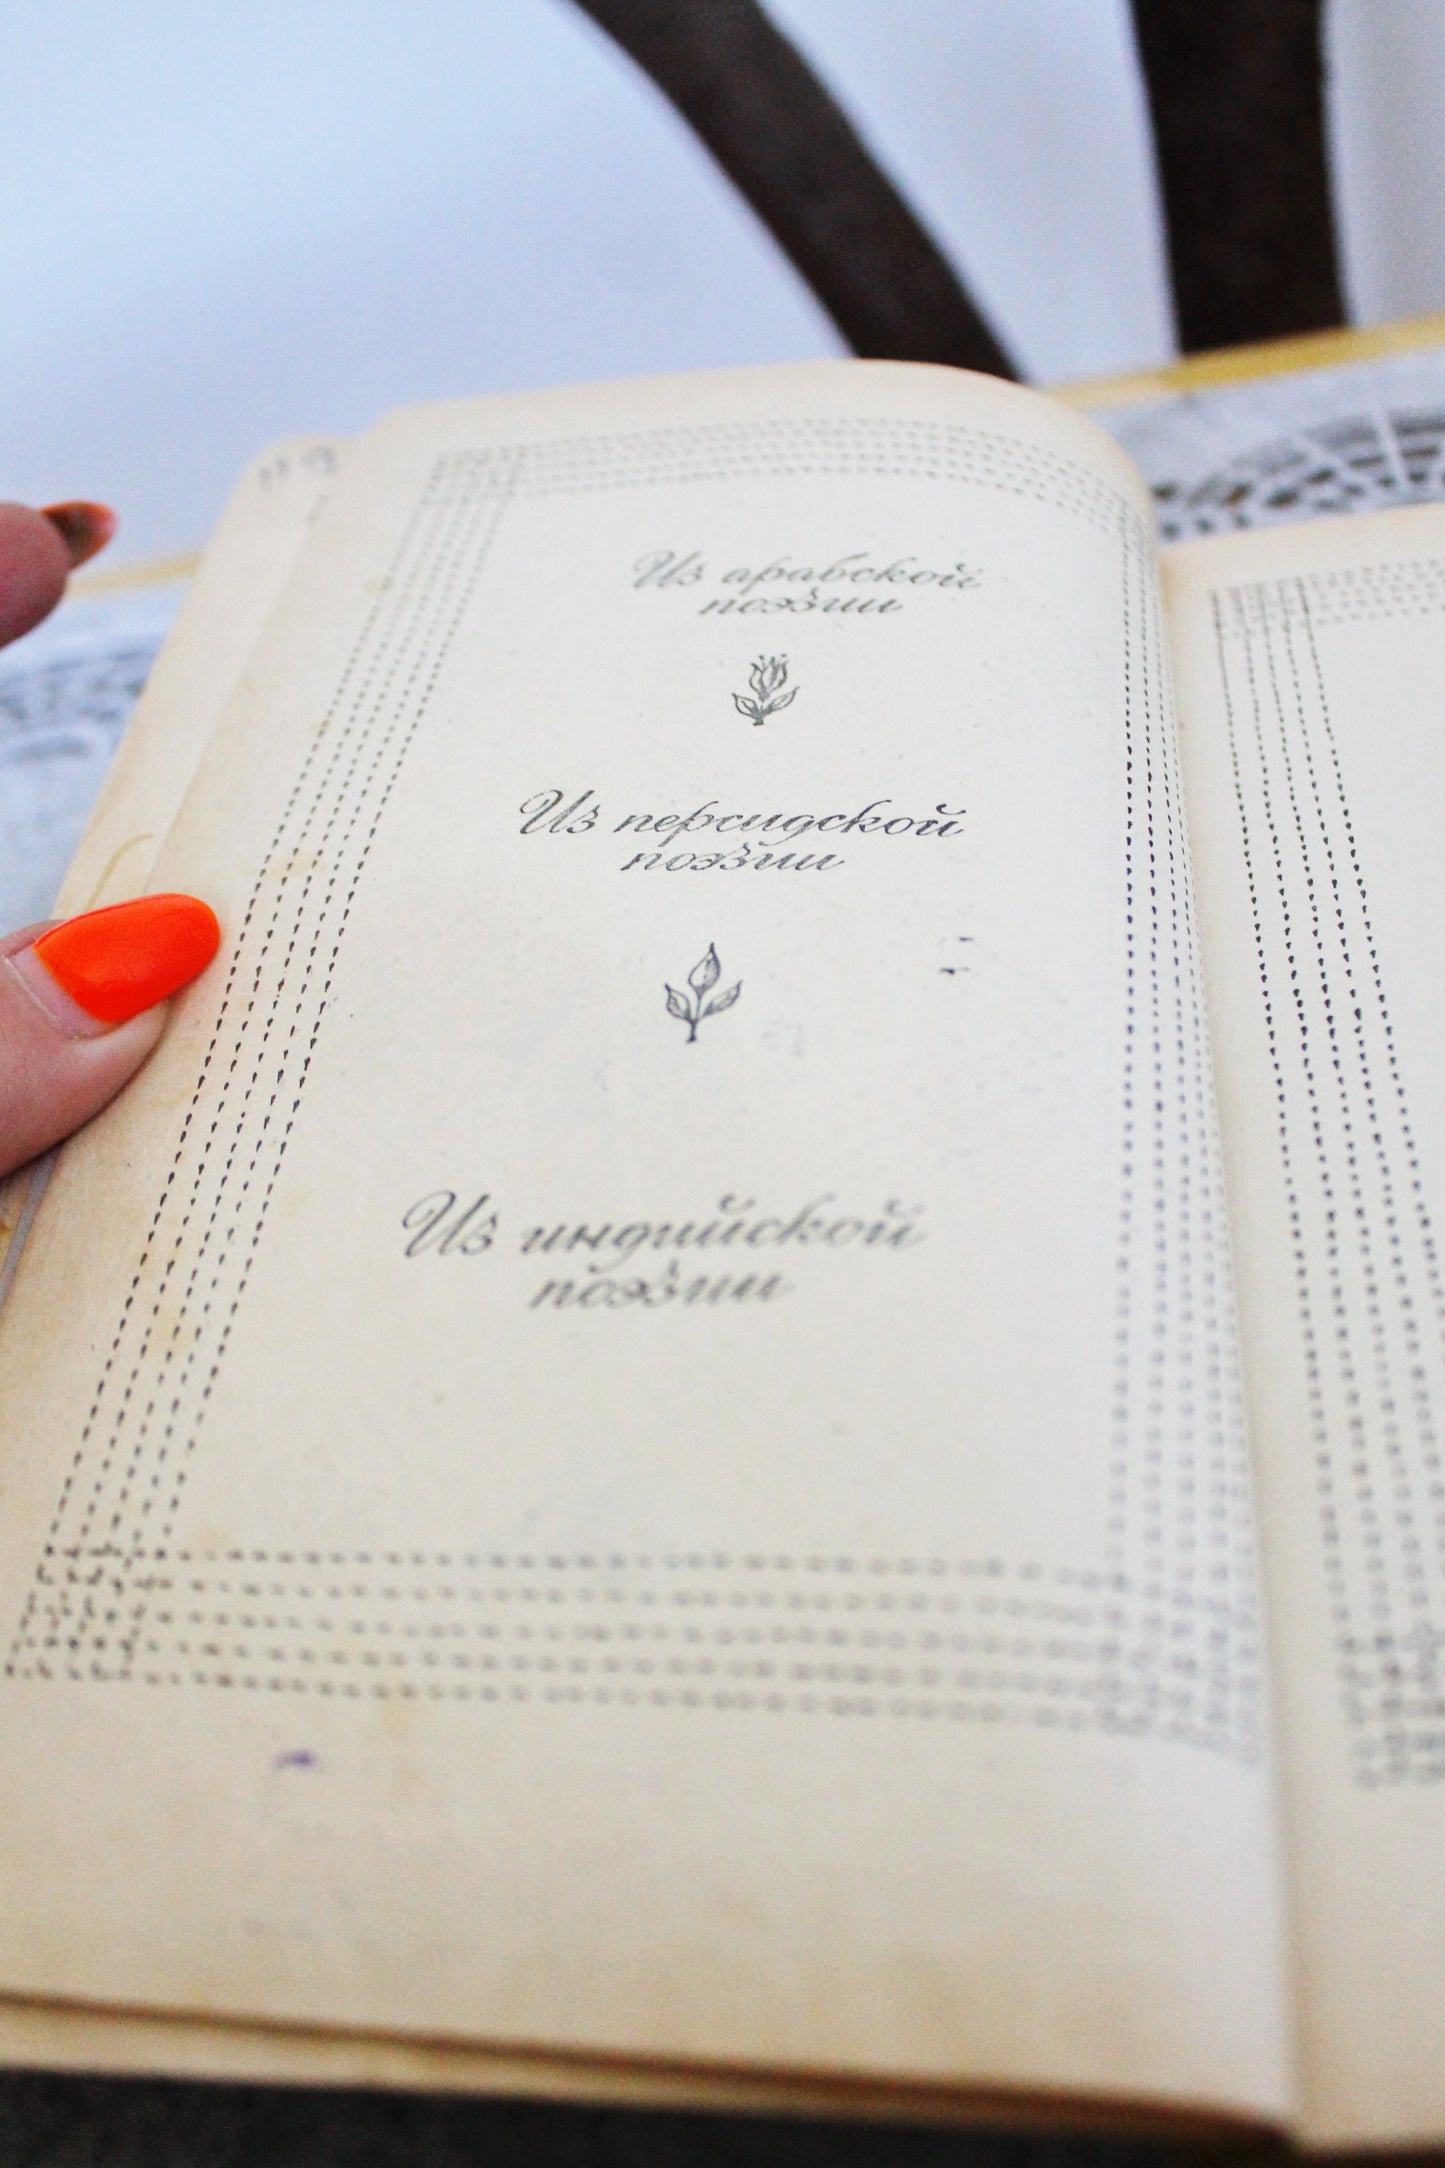 Из арабской
поэзии
Из персидской
поэзии
Из индийской
поэзии